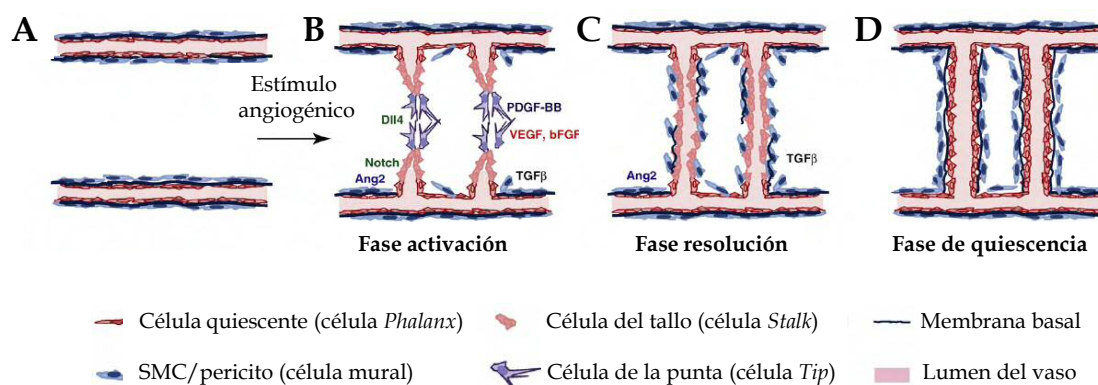 A
B
C
D
Estímulo
angiogénico
Dll4
PDGF-BB
VEGF, bFGF
Notch
Ang2
TGFβ
Ang2
TGFβ
Fase activación
Fase resolución
Fase de quiescencia
Célula quiescente (célula Phalanx)
Célula del tallo (célula Stalk)
Membrana basal
SMC/pericito (célula mural)
Célula de la punta (célula Tip)
Lumen del vaso